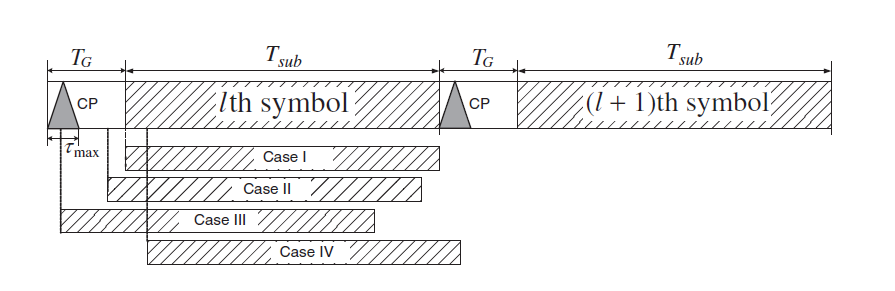 T_G T_sub T_G T_sub
CP lth symbol CP (l + 1)th symbol
τ_max
Case I
Case II
Case III
Case IV